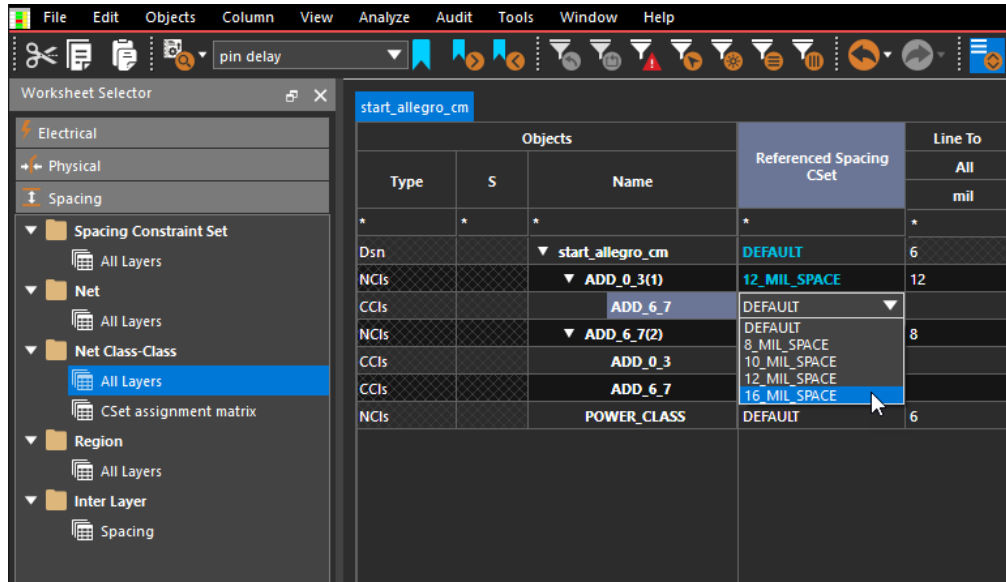 File Edit Objects Column View Analyze Audit Tools Window Help
pin delay
Worksheet Selector
Electrical
Physical
Spacing
Spacing Constraint Set
All Layers
Net
All Layers
Net Class-Class
All Layers
CSet assignment matrix
Region
All Layers
Inter Layer
Spacing
start_allegro_cm
Objects
Type S Name
Referenced Spacing
CSet
Line To
All
mil
* * * * *
Dsn start_allegro_cm DEFAULT 6
NCls ADD_0_3(1) 12_MIL_SPACE 12
CCls ADD_6_7 DEFAULT
NCls ADD_6_7(2) 8
CCls ADD_0_3
CCls ADD_6_7
NCls POWER_CLASS DEFAULT 6
DEFAULT
8_MIL_SPACE
10_MIL_SPACE
12_MIL_SPACE
16_MIL_SPACE